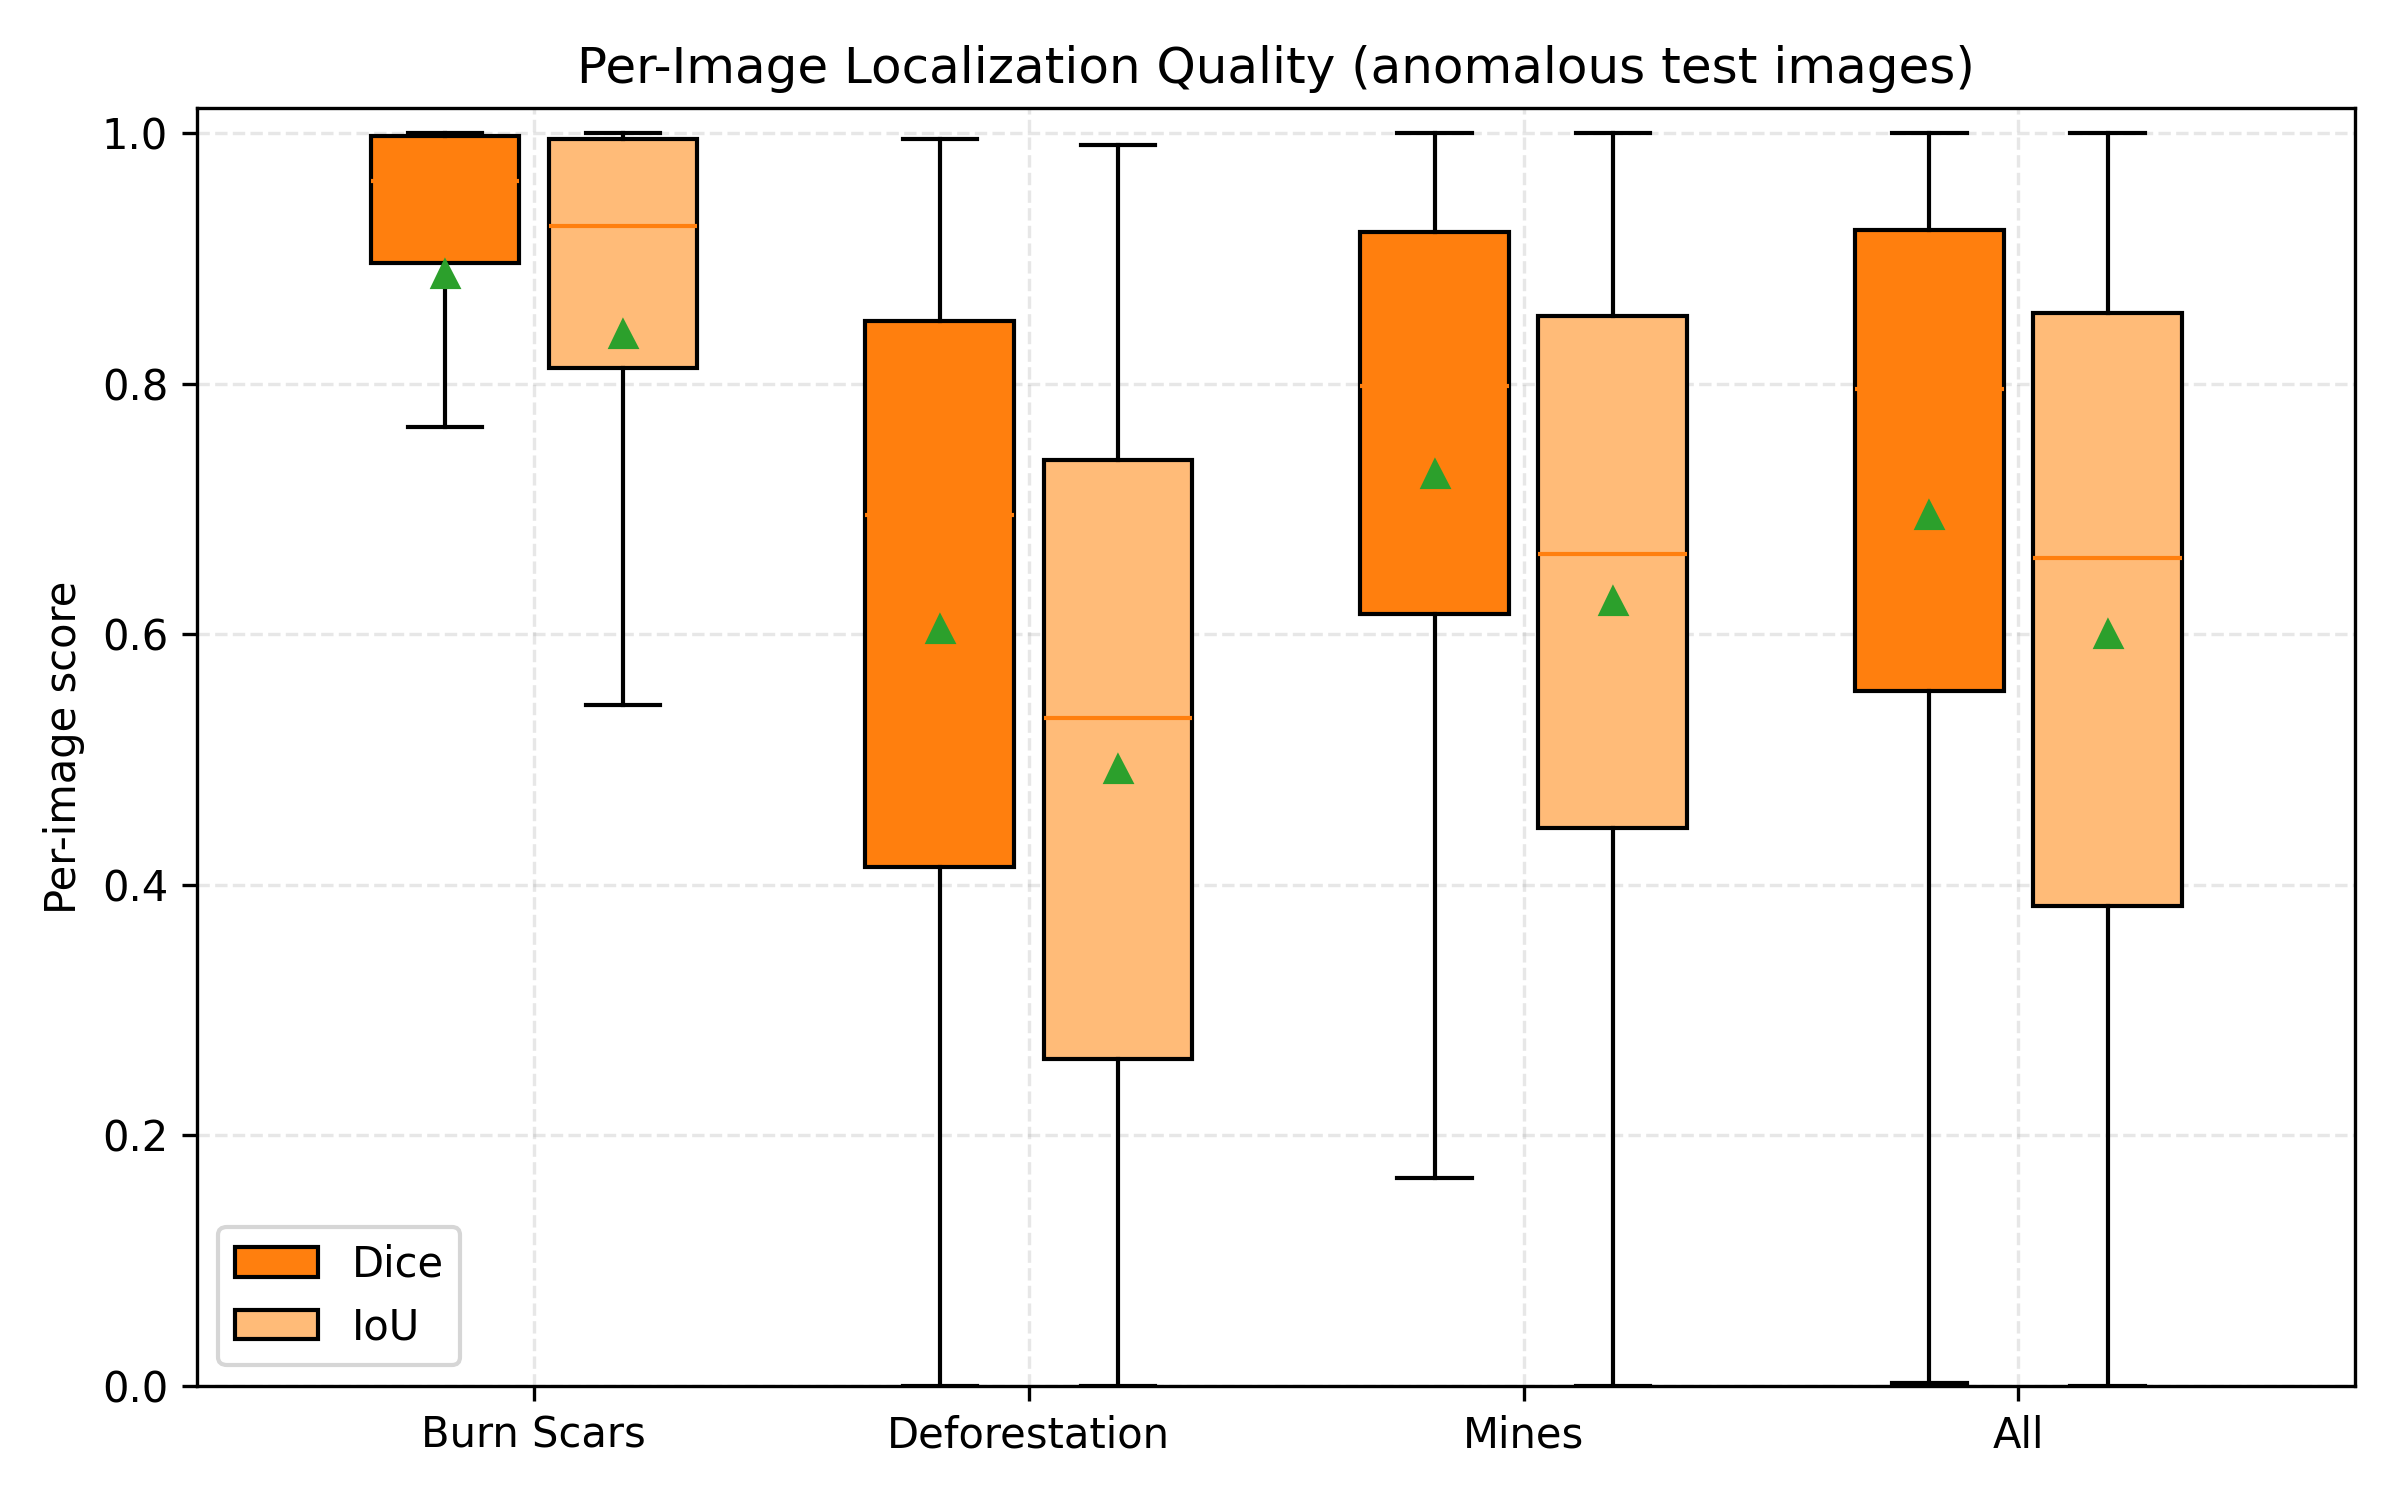 Per-Image Localization Quality (anomalous test images)
Per-image score
1.0
0.8
0.6
0.4
0.2
0.0
Dice
IoU
Burn Scars
Deforestation
Mines
All